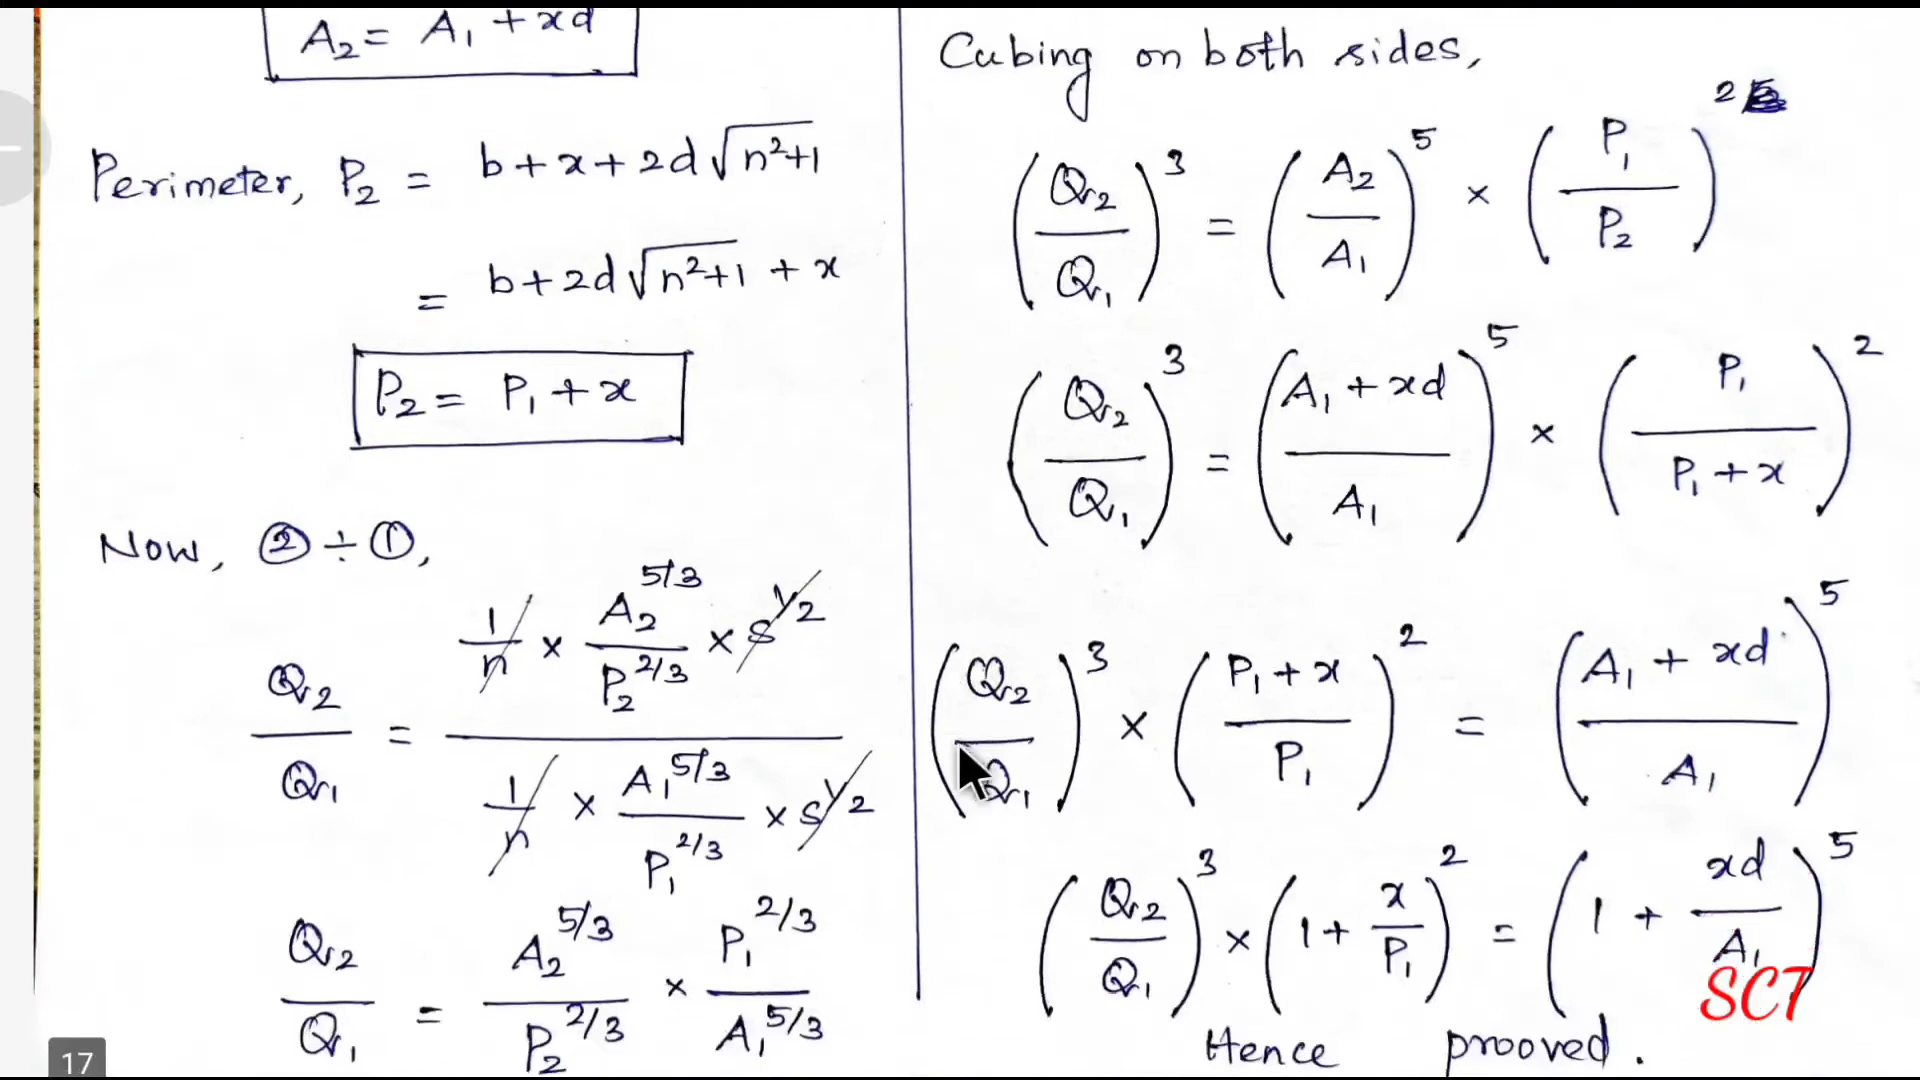 A₂ = A₁ + xd
Perimeter, P₂ = b + x + 2d√(n²+1)
= b + 2d√(n²+1) + x
P₂ = P₁ + x
Now, ② ÷ ①,
Q₂/Q₁ = (1/n × A₂^5/3 / P₂^2/3 × S^1/2) / (1/n × A₁^5/3 / P₁^2/3 × S^1/2)
Q₂/Q₁ = A₂^5/3 / P₂^2/3 × P₁^2/3 / A₁^5/3
17
Cubing on both sides,
(Q₂/Q₁)³ = (A₂/A₁)⁵ × (P₁/P₂)²
(Q₂/Q₁)³ = ((A₁ + xd)/A₁)⁵ × (P₁/(P₁ + x))²
(Q₂/Q₁)³ × ((P₁ + x)/P₁)² = ((A₁ + xd)/A₁)⁵
(Q₂/Q₁)³ × (1 + x/P₁)² = (1 + xd/A₁)⁵
SCT
Hence prooved.